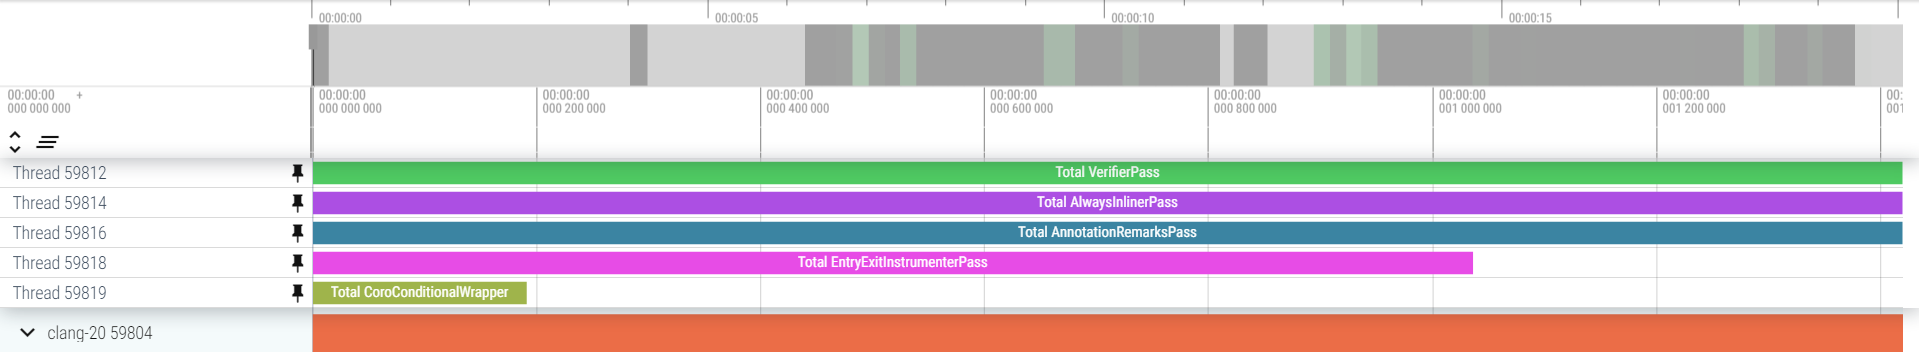 00:00:00 00:00:05 00:00:10 00:00:15
00:00:00 + 00:00:00 00:00:00 00:00:00 00:00:00 00:00:00 00:00:00 00:00:00 00:
000 000 000 000 000 000 000 200 000 000 400 000 000 600 000 000 800 000 001 000 000 001 200 000 001
Thread 59812 Total VerifierPass
Thread 59814 Total AlwaysInlinerPass
Thread 59816 Total AnnotationRemarksPass
Thread 59818 Total EntryExitInstrumenterPass
Thread 59819 Total CoroConditionalWrapper
clang-20 59804